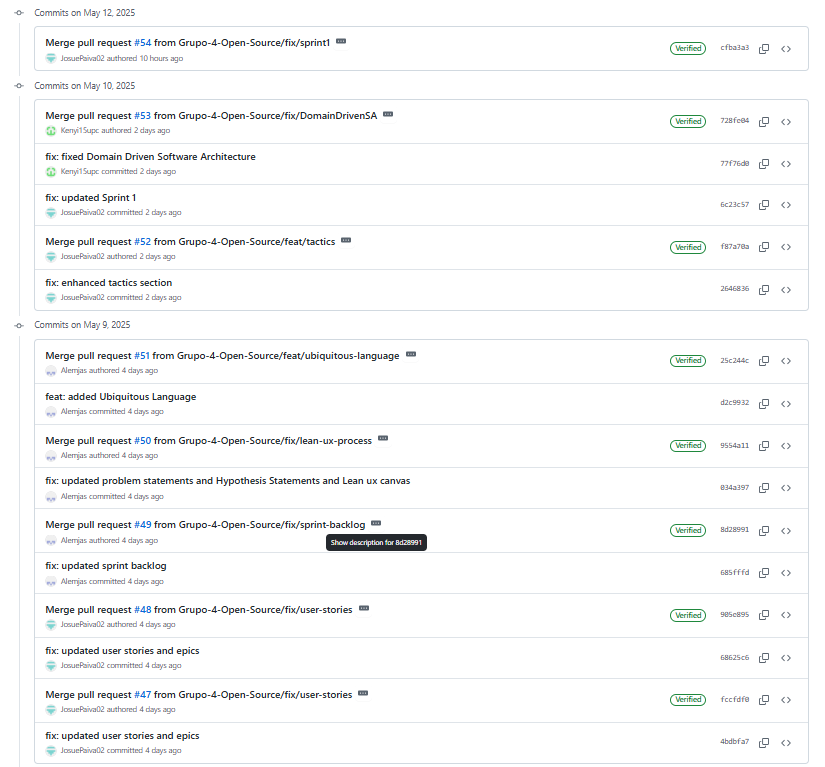 Commits on May 12, 2025
Merge pull request #54 from Grupo-4-Open-Source/fix/sprint1
Verified
cfba3a3
JosuePaiva02 authored 10 hours ago
Commits on May 10, 2025
Merge pull request #53 from Grupo-4-Open-Source/fix/DomainDrivenSA
Verified
728fe04
Kenyi15upc authored 2 days ago
fix: fixed Domain Driven Software Architecture
77f76d0
Kenyi15upc committed 2 days ago
fix: updated Sprint 1
6c23c57
JosuePaiva02 committed 2 days ago
Merge pull request #52 from Grupo-4-Open-Source/feat/tactics
Verified
f87a70a
JosuePaiva02 authored 2 days ago
fix: enhanced tactics section
2646836
JosuePaiva02 committed 2 days ago
Commits on May 9, 2025
Merge pull request #51 from Grupo-4-Open-Source/feat/ubiquitous-language
Verified
25c244c
Alemjas authored 4 days ago
feat: added Ubiquitous Language
d2c9932
Alemjas committed 4 days ago
Merge pull request #50 from Grupo-4-Open-Source/fix/lean-ux-process
Verified
9554a11
Alemjas authored 4 days ago
fix: updated problem statements and Hypothesis Statements and Lean ux canvas
034a397
Alemjas committed 4 days ago
Merge pull request #49 from Grupo-4-Open-Source/fix/sprint-backlog
Verified
8d28991
Alemjas authored 4 days ago
Show description for 8d28991
fix: updated sprint backlog
685fffd
Alemjas committed 4 days ago
Merge pull request #48 from Grupo-4-Open-Source/fix/user-stories
Verified
905e895
JosuePaiva02 authored 4 days ago
fix: updated user stories and epics
68625c6
JosuePaiva02 committed 4 days ago
Merge pull request #47 from Grupo-4-Open-Source/fix/user-stories
Verified
fccfdf0
JosuePaiva02 authored 4 days ago
fix: updated user stories and epics
4bdbfa7
JosuePaiva02 committed 4 days ago